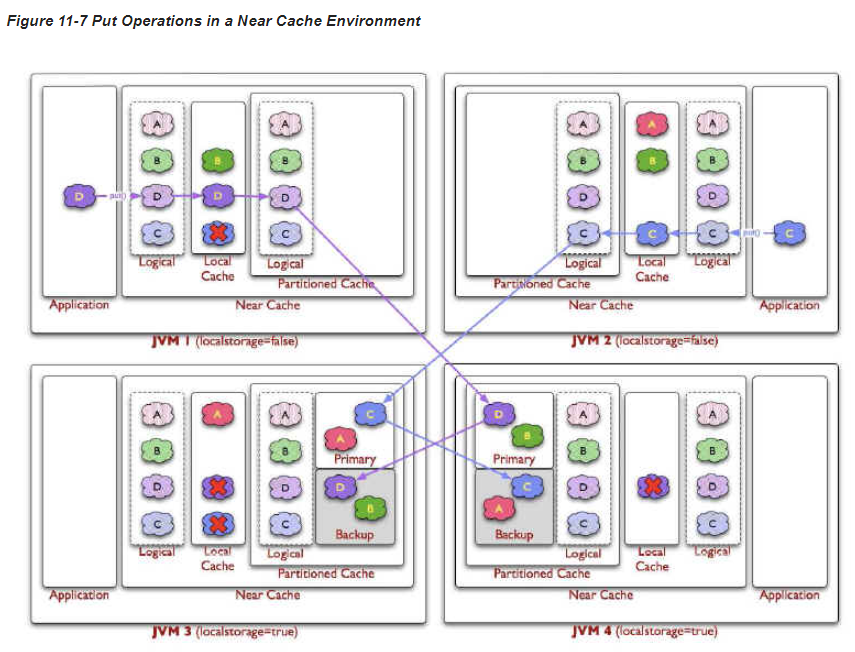 Figure 11-7 Put Operations in a Near Cache Environment
A A A A
B B B B B B
D put() D D D D D
C C C C put() C
Logical Local Cache Logical Logical Local Cache Logical
Partitioned Cache Partitioned Cache
Application Near Cache Near Cache Application
JVM 1 (localstorage=false) JVM 2 (localstorage=false)
A A A C D A A
B B A B B B
Primary Primary
D D D C D D
C C B A C C
Backup Backup
Logical Local Cache Logical Logical Local Cache Logical
Partitioned Cache Partitioned Cache
Application Near Cache Near Cache Application
JVM 3 (localstorage=true) JVM 4 (localstorage=true)